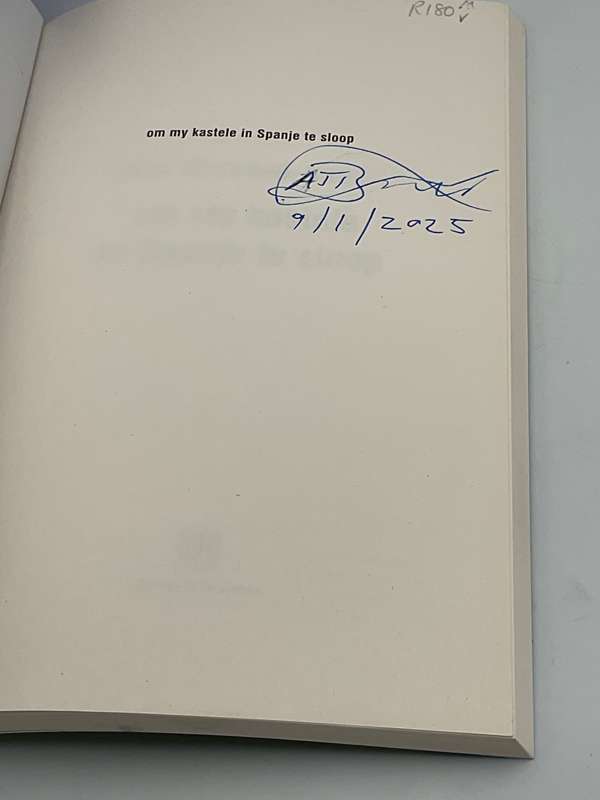 R180
om my kastele in Spanje te sloop
9/1/2025